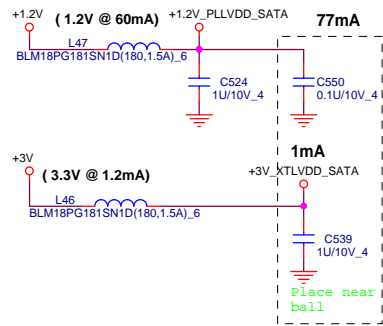 +1.2V
( 1.2V @ 60mA)
+1.2V_PLLVDD_SATA
77mA
L47
BLM18PG181SN1D(180,1.5A)_6
C524
1U/10V_4
C550
0.1U/10V_4
+3V
( 3.3V @ 1.2mA)
1mA
+3V_XTLVDD_SATA
L46
BLM18PG181SN1D(180,1.5A)_6
C539
1U/10V_4
Place near
ball